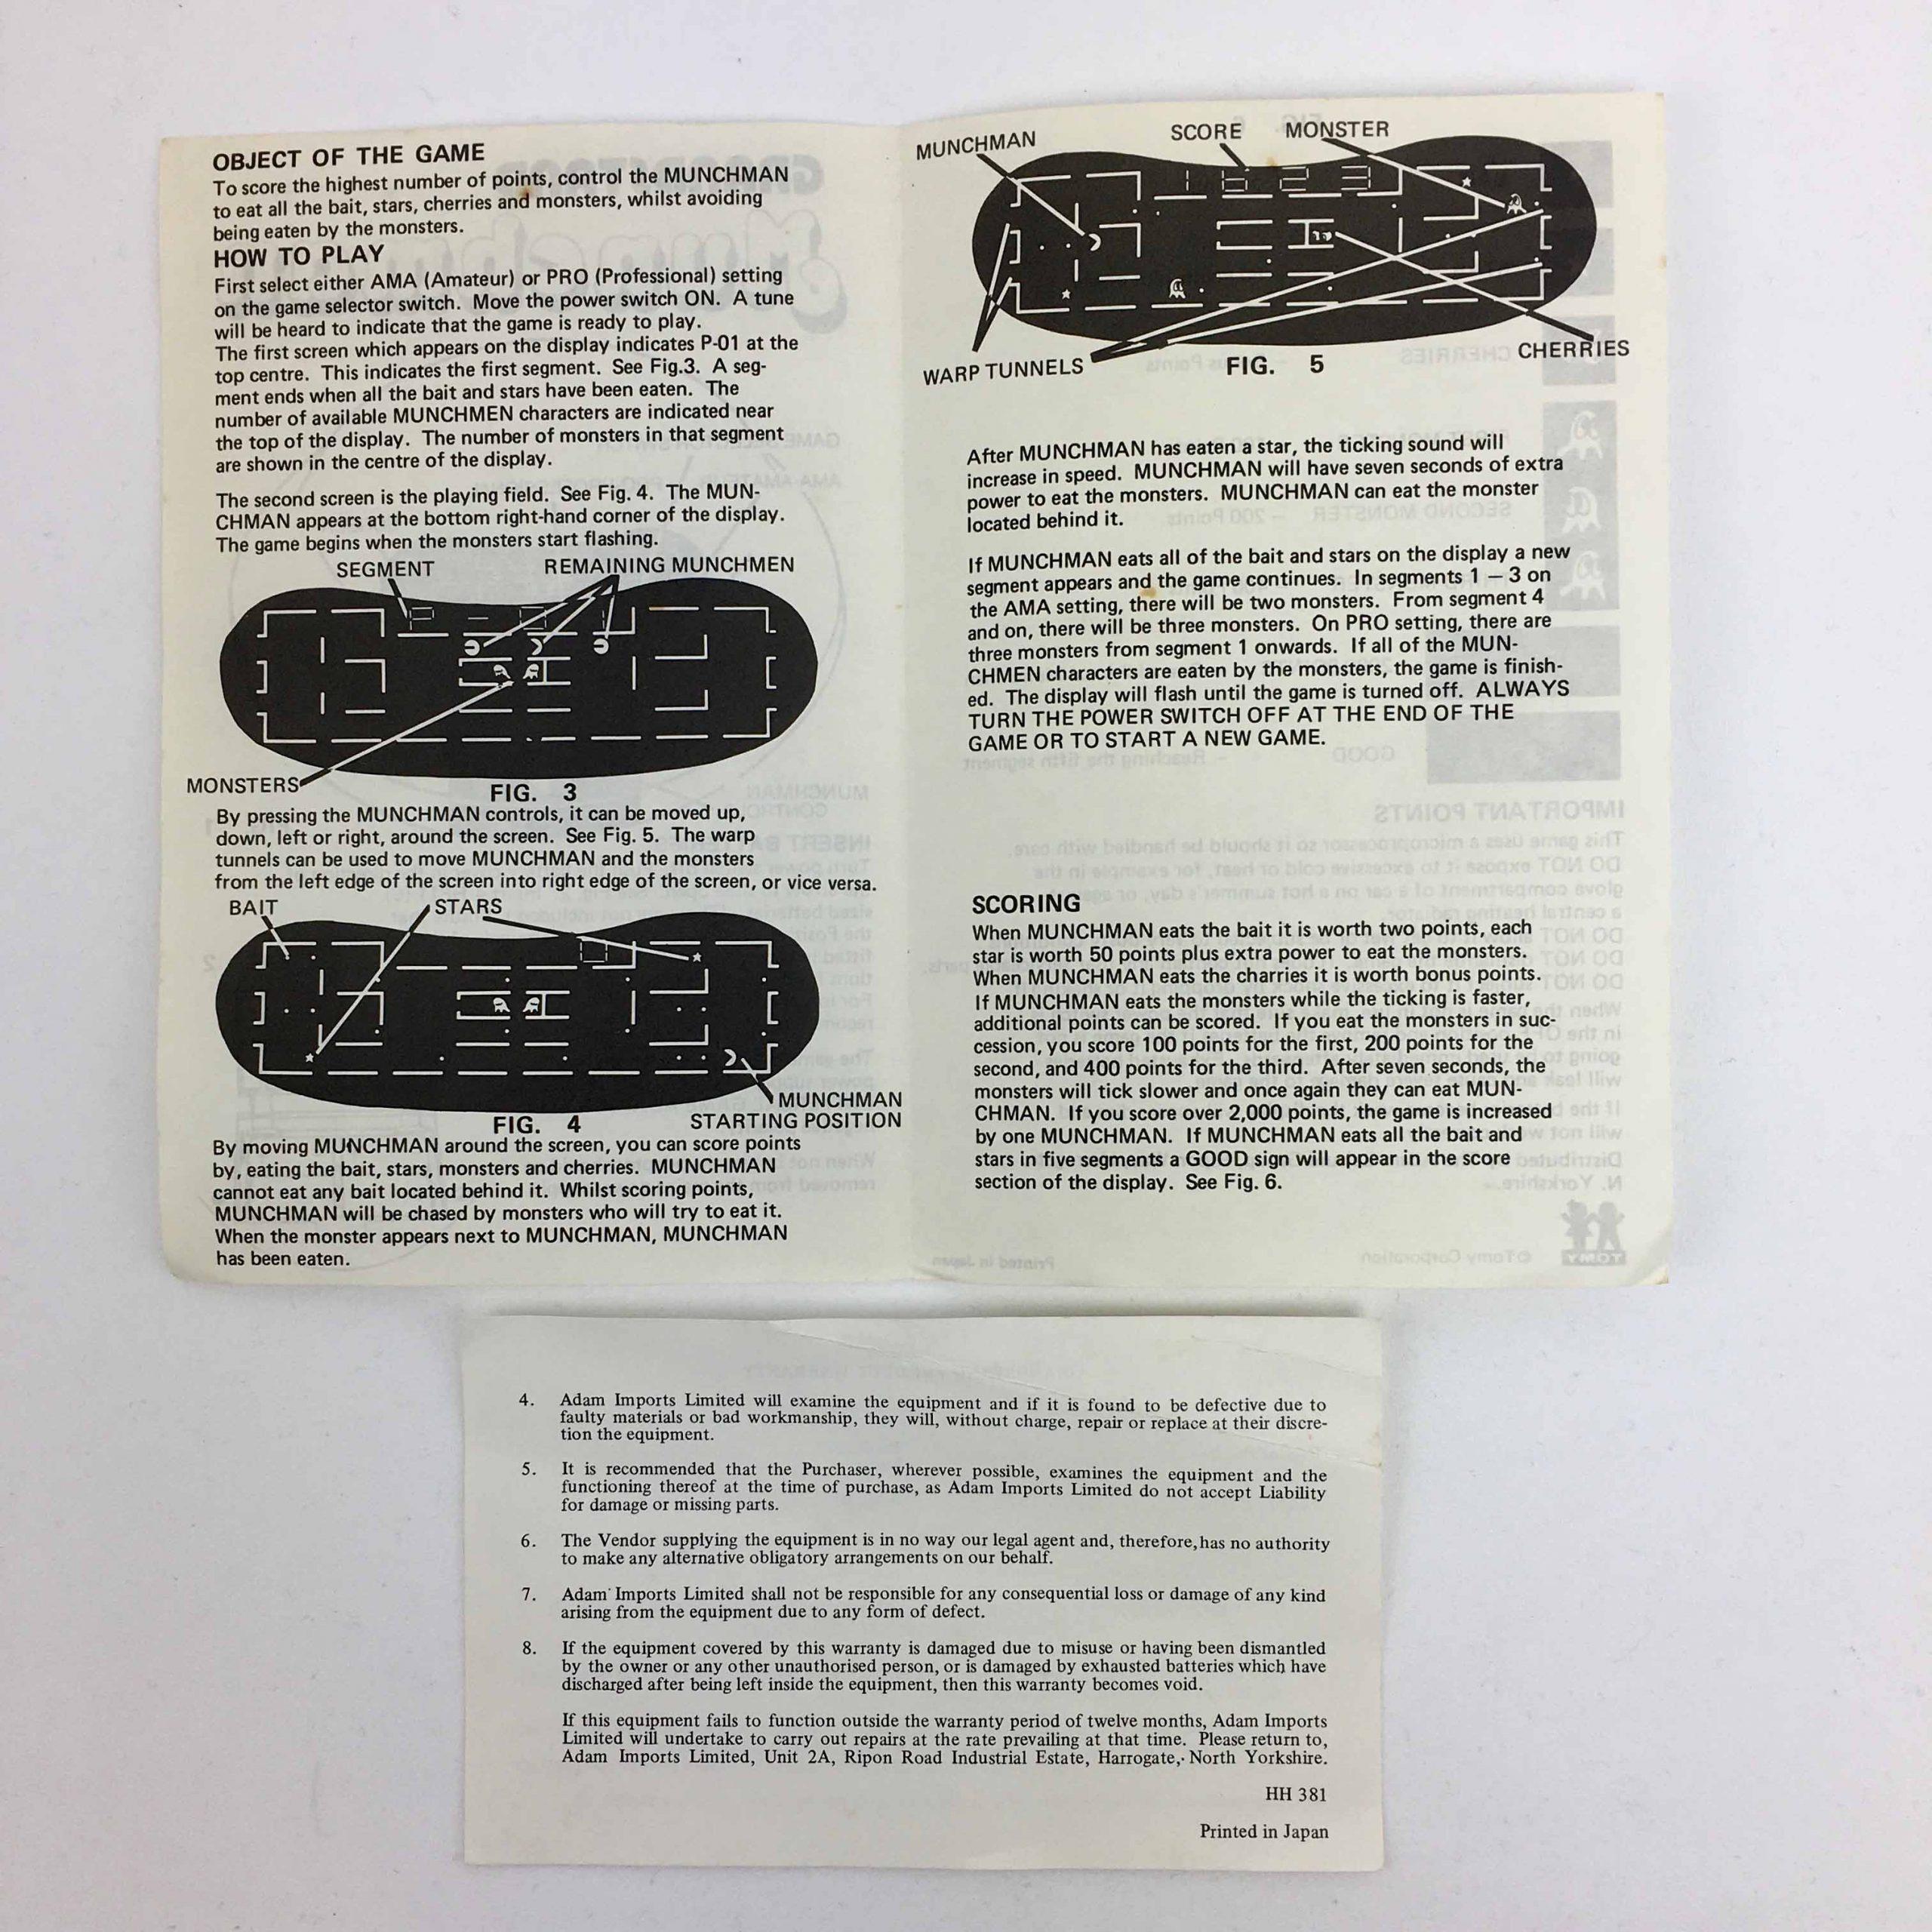 OBJECT OF THE GAME
To score the highest number of points, control the MUNCHMAN
to eat all the bait, stars, cherries and monsters, whilst avoiding
being eaten by the monsters.
HOW TO PLAY
First select either AMA (Amateur) or PRO (Professional) setting
on the game selector switch. Move the power switch ON. A tune
will be heard to indicate that the game is ready to play.
The first screen which appears on the display indicates P-01 at the
top centre. This indicates the first segment. See Fig.3. A seg-
ment ends when all the bait and stars have been eaten. The
number of available MUNCHMEN characters are indicated near
the top of the display. The number of monsters in that segment
are shown in the centre of the display.
The second screen is the playing field. See Fig. 4. The MUN-
CHMAN appears at the bottom right-hand corner of the display.
The game begins when the monsters start flashing.
SEGMENT REMAINING MUNCHMEN
MONSTERS
FIG. 3
By pressing the MUNCHMAN controls, it can be moved up,
down, left or right, around the screen. See Fig. 5. The warp
tunnels can be used to move MUNCHMAN and the monsters
from the left edge of the screen into right edge of the screen, or vice versa.
BAIT STARS
MUNCHMAN
STARTING POSITION
FIG. 4
By moving MUNCHMAN around the screen, you can score points
by, eating the bait, stars, monsters and cherries. MUNCHMAN
cannot eat any bait located behind it. Whilst scoring points,
MUNCHMAN will be chased by monsters who will try to eat it.
When the monster appears next to MUNCHMAN, MUNCHMAN
has been eaten.
MUNCHMAN SCORE MONSTER
1623
WARP TUNNELS FIG. 5 CHERRIES
After MUNCHMAN has eaten a star, the ticking sound will
increase in speed. MUNCHMAN will have seven seconds of extra
power to eat the monsters. MUNCHMAN can eat the monster
located behind it.
If MUNCHMAN eats all of the bait and stars on the display a new
segment appears and the game continues. In segments 1 – 3 on
the AMA setting, there will be two monsters. From segment 4
and on, there will be three monsters. On PRO setting, there are
three monsters from segment 1 onwards. If all of the MUN-
CHMEN characters are eaten by the monsters, the game is finish-
ed. The display will flash until the game is turned off. ALWAYS
TURN THE POWER SWITCH OFF AT THE END OF THE
GAME OR TO START A NEW GAME.
SCORING
When MUNCHMAN eats the bait it is worth two points, each
star is worth 50 points plus extra power to eat the monsters.
When MUNCHMAN eats the charries it is worth bonus points.
If MUNCHMAN eats the monsters while the ticking is faster,
additional points can be scored. If you eat the monsters in suc-
cession, you score 100 points for the first, 200 points for the
second, and 400 points for the third. After seven seconds, the
monsters will tick slower and once again they can eat MUN-
CHMAN. If you score over 2,000 points, the game is increased
by one MUNCHMAN. If MUNCHMAN eats all the bait and
stars in five segments a GOOD sign will appear in the score
section of the display. See Fig. 6.
4. Adam Imports Limited will examine the equipment and if it is found to be defective due to
faulty materials or bad workmanship, they will, without charge, repair or replace at their discre-
tion the equipment.
5. It is recommended that the Purchaser, wherever possible, examines the equipment and the
functioning thereof at the time of purchase, as Adam Imports Limited do not accept Liability
for damage or missing parts.
6. The Vendor supplying the equipment is in no way our legal agent and, therefore, has no authority
to make any alternative obligatory arrangements on our behalf.
7. Adam Imports Limited shall not be responsible for any consequential loss or damage of any kind
arising from the equipment due to any form of defect.
8. If the equipment covered by this warranty is damaged due to misuse or having been dismantled
by the owner or any other unauthorised person, or is damaged by exhausted batteries which have
discharged after being left inside the equipment, then this warranty becomes void.
If this equipment fails to function outside the warranty period of twelve months, Adam Imports
Limited will undertake to carry out repairs at the rate prevailing at that time. Please return to,
Adam Imports Limited, Unit 2A, Ripon Road Industrial Estate, Harrogate, North Yorkshire.
HH 381
Printed in Japan